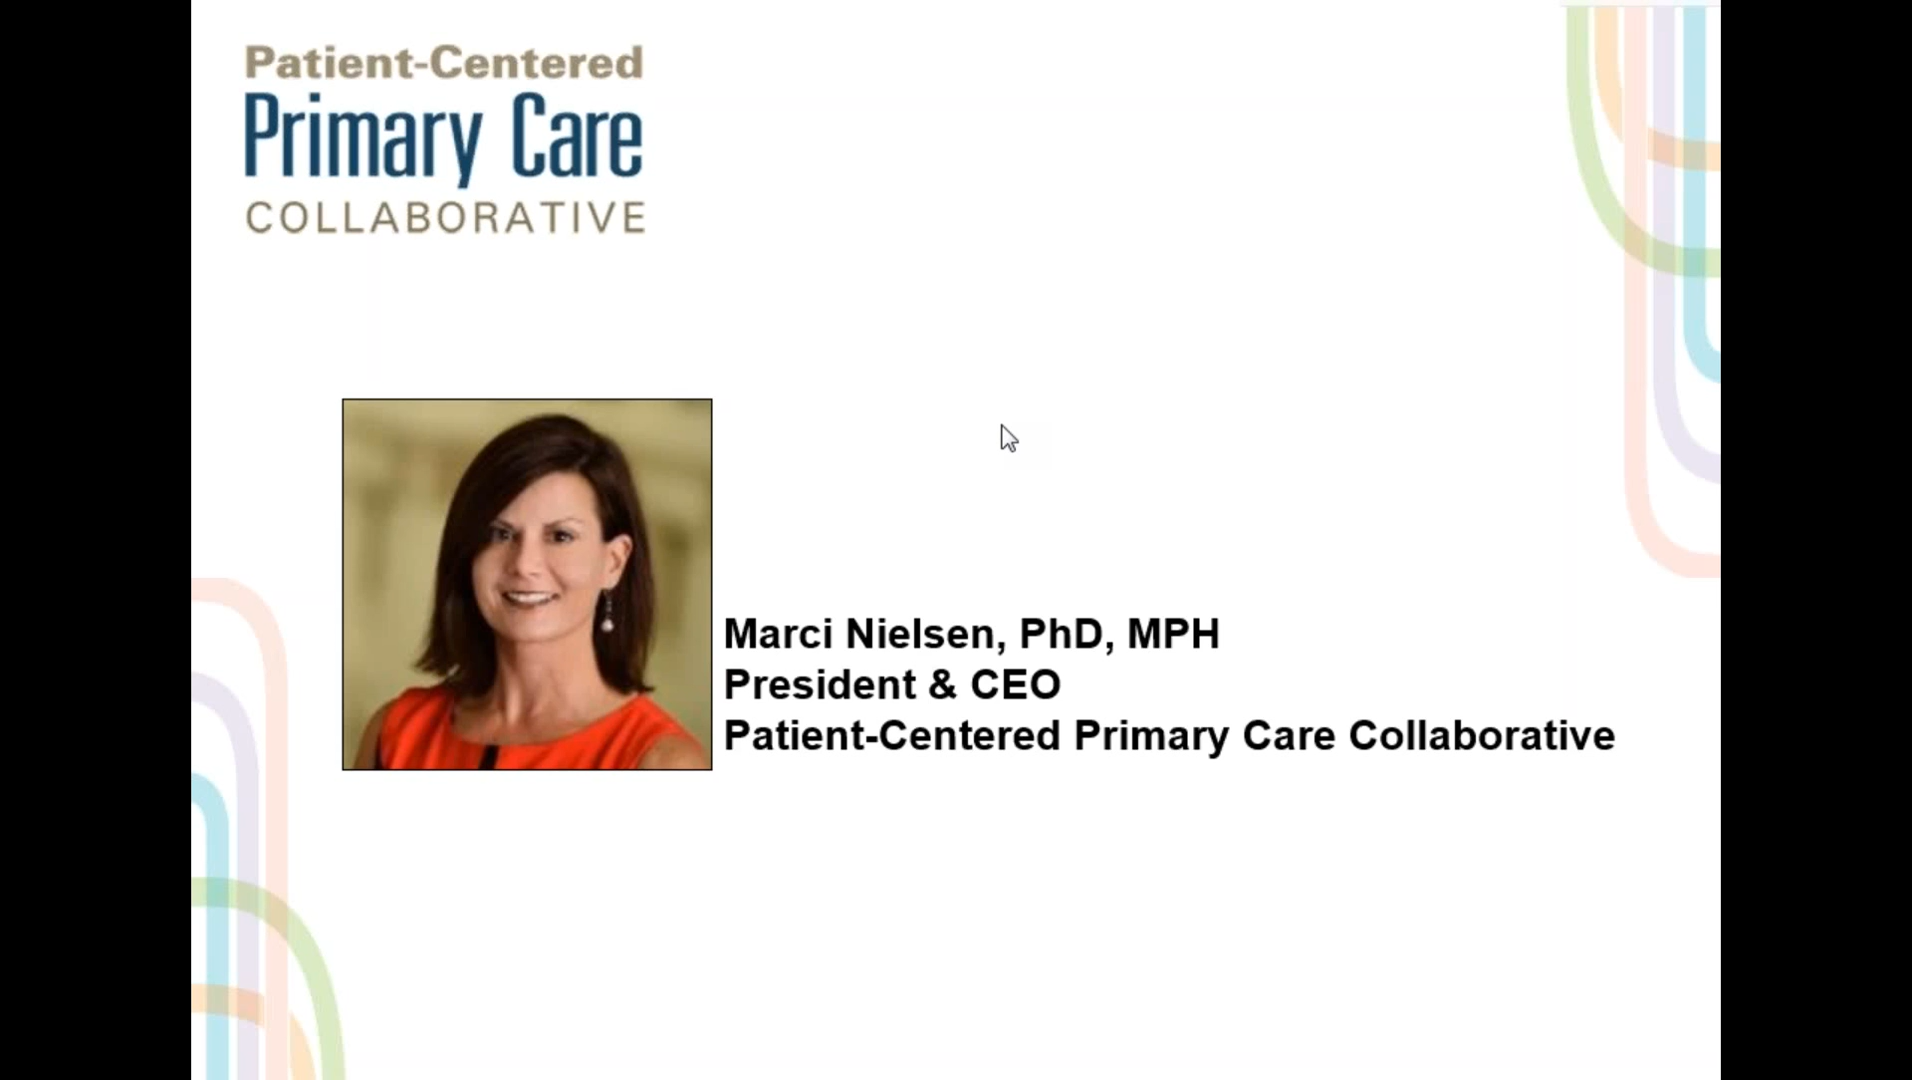 Patient-Centered
Primary Care
COLLABORATIVE
Marci Nielsen, PhD, MPH
President & CEO
Patient-Centered Primary Care Collaborative